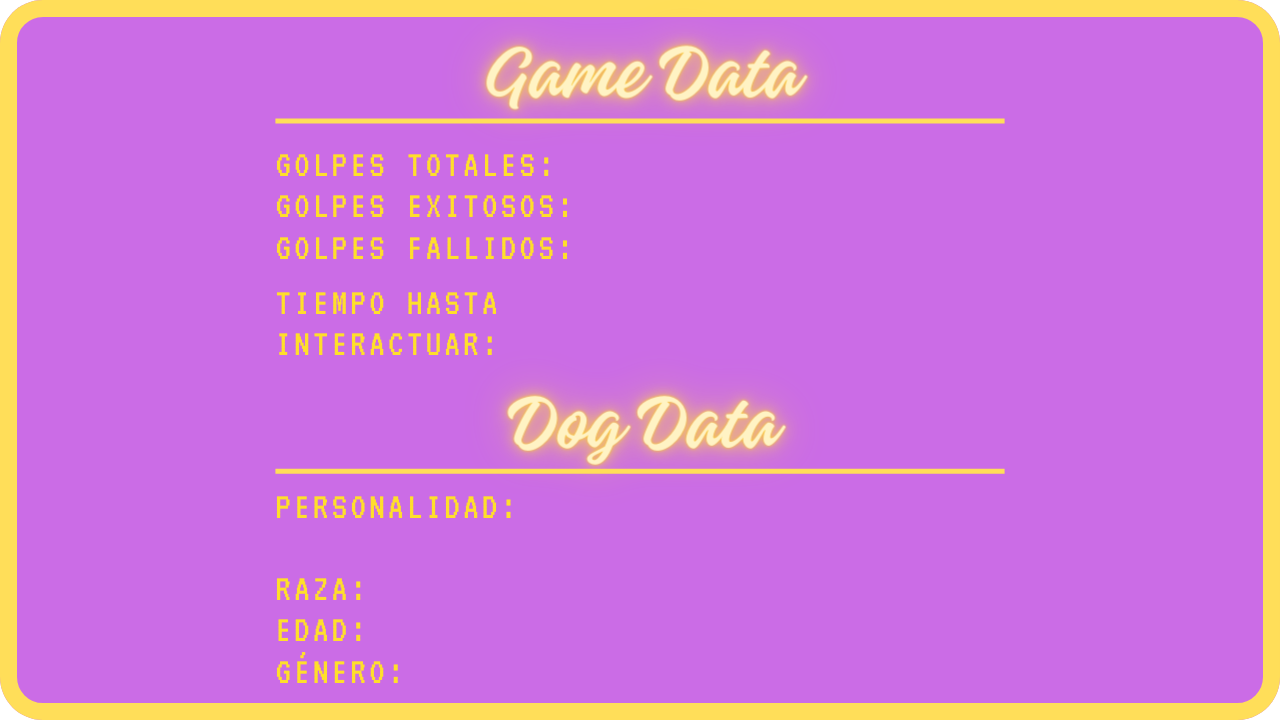 Game Data
GOLPES TOTALES:
GOLPES EXITOSOS:
GOLPES FALLIDOS:
TIEMPO HASTA
INTERACTUAR:
Dog Data
PERSONALIDAD:
RAZA:
EDAD:
GÉNERO: